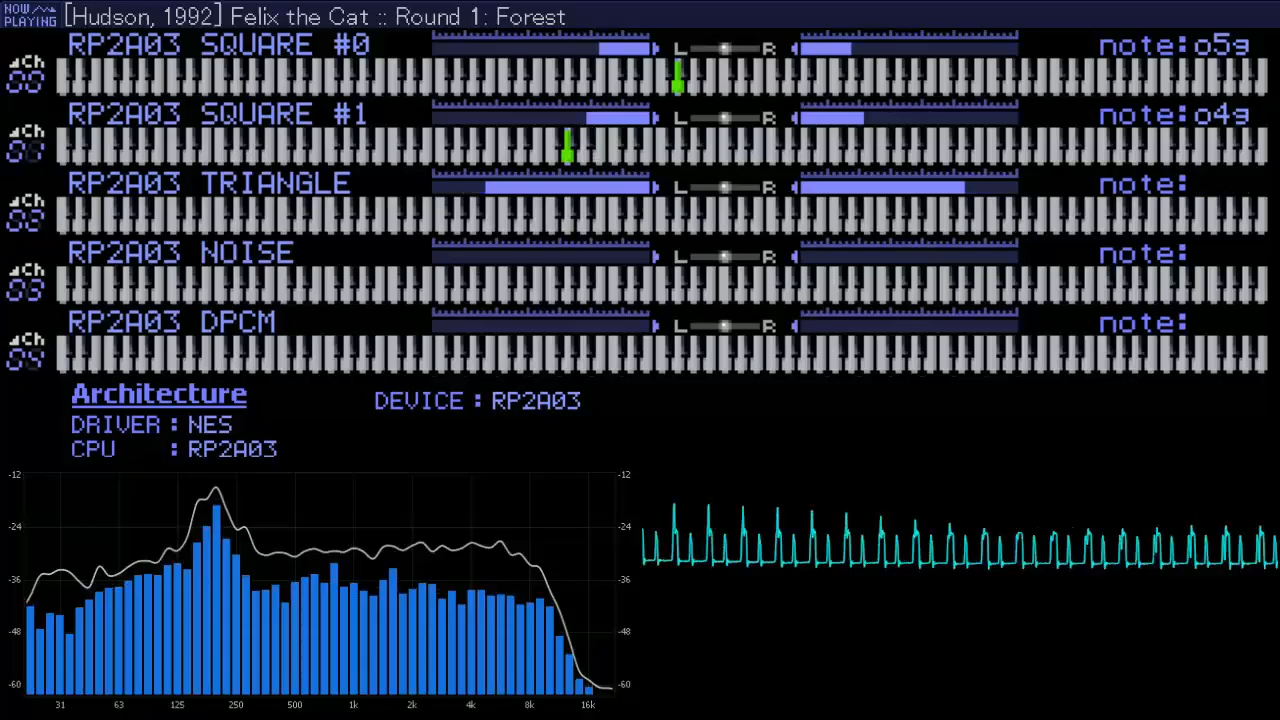 NOW PLAYING [Hudson, 1992] Felix the Cat :: Round 1: Forest
RP2A03 SQUARE #0 L R note:o5g
Ch 00
RP2A03 SQUARE #1 L R note:o4g
Ch 01
RP2A03 TRIANGLE L R note:
Ch 02
RP2A03 NOISE L R note:
Ch 03
RP2A03 DPCM L R note:
Ch 04
Architecture
DEVICE : RP2A03
DRIVER : NES
CPU : RP2A03
-12 -12
-24 -24
-36 -36
-48 -48
-60 -60
31 63 125 250 500 1k 2k 4k 8k 16k